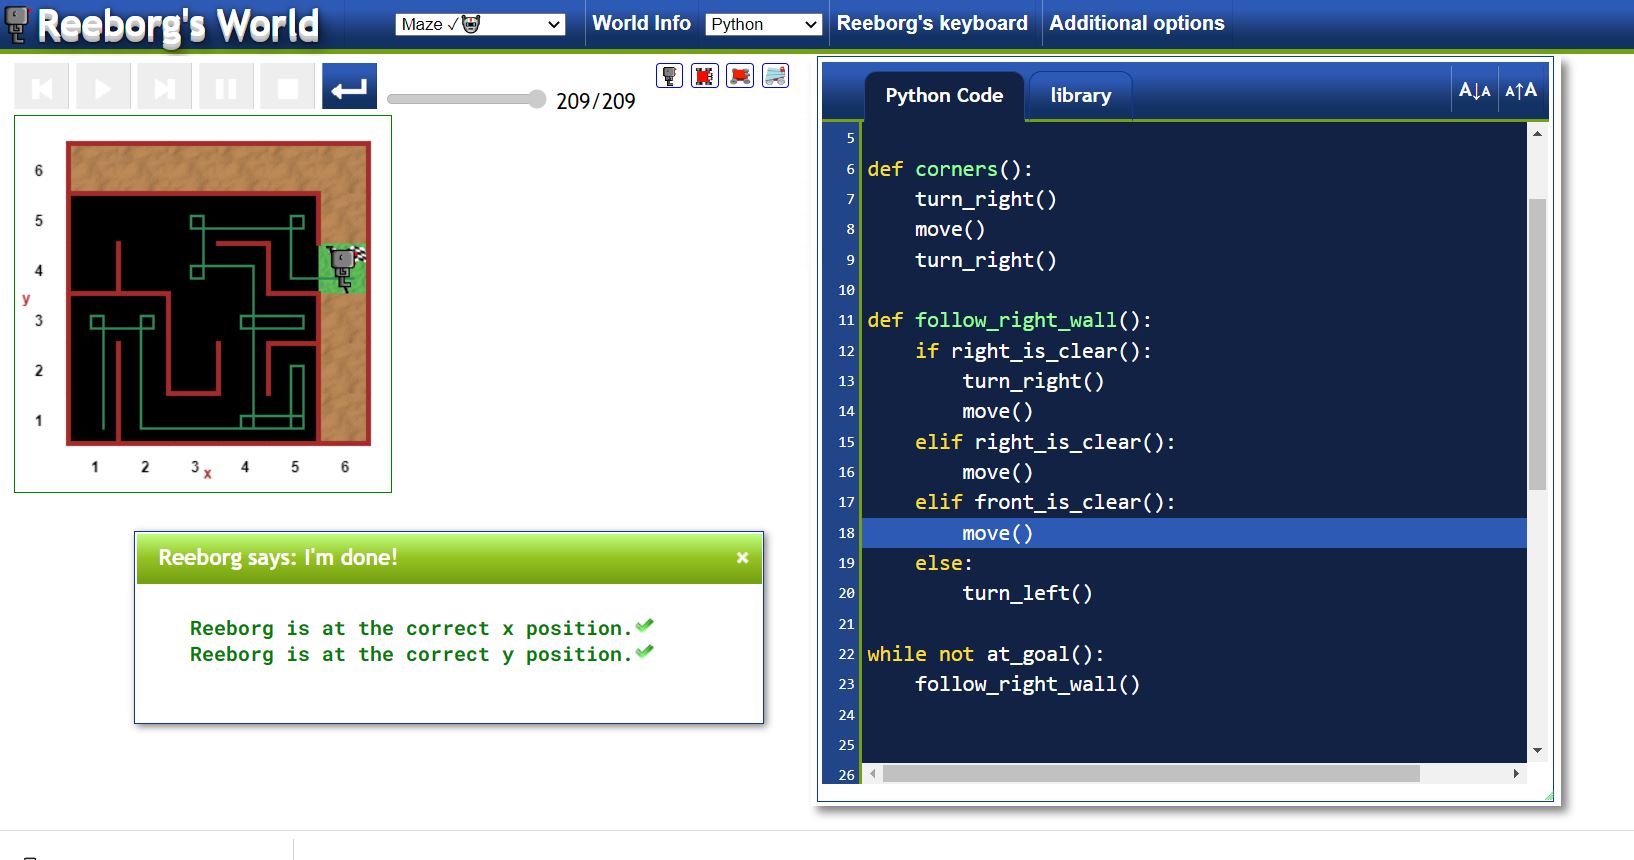 Reeborg's World
Maze ✓
World Info
Python
Reeborg's keyboard
Additional options
209/209
Python Code
library
A↓A
A↑A
6
5
4
y
3
2
1
1 2 3 x 4 5 6
Reeborg says: I'm done!
×
Reeborg is at the correct x position.
Reeborg is at the correct y position.
5
6 def corners():
7     turn_right()
8     move()
9     turn_right()
10
11 def follow_right_wall():
12     if right_is_clear():
13         turn_right()
14         move()
15     elif right_is_clear():
16         move()
17     elif front_is_clear():
18         move()
19     else:
20         turn_left()
21
22 while not at_goal():
23     follow_right_wall()
24
25
26